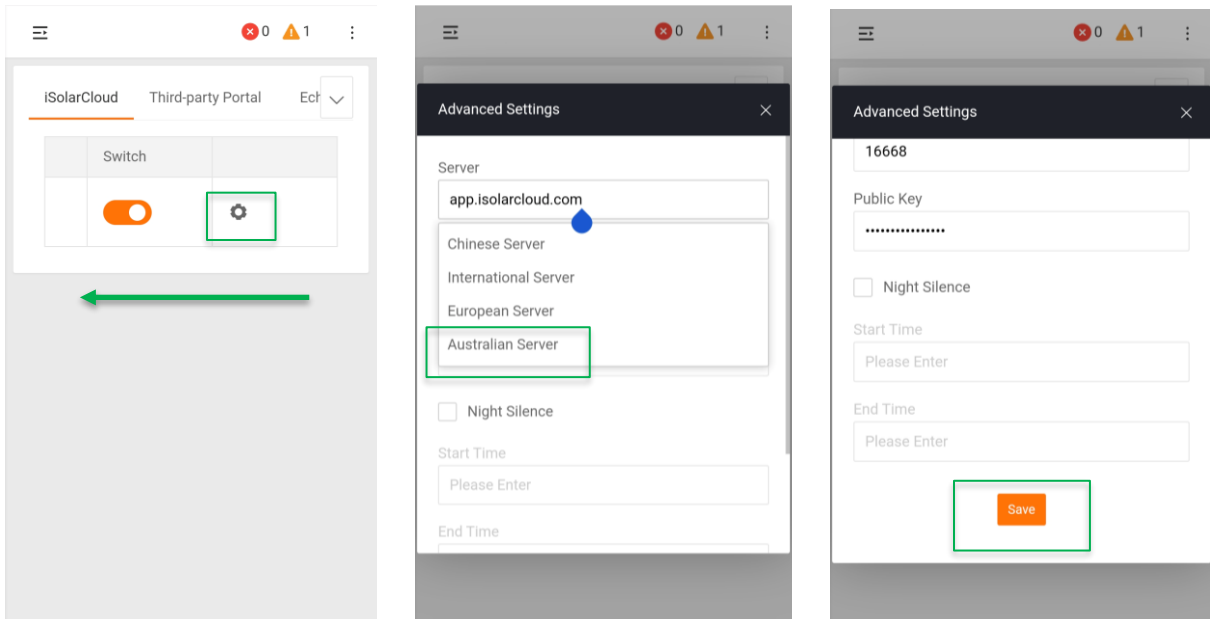 0 1
iSolarCloud Third-party Portal Ech
Switch
0 1
Advanced Settings
Server
app.isolarcloud.com
Chinese Server
International Server
European Server
Australian Server
Night Silence
Start Time
Please Enter
End Time
0 1
Advanced Settings
16668
Public Key
••••••••••••••••
Night Silence
Start Time
Please Enter
End Time
Please Enter
Save